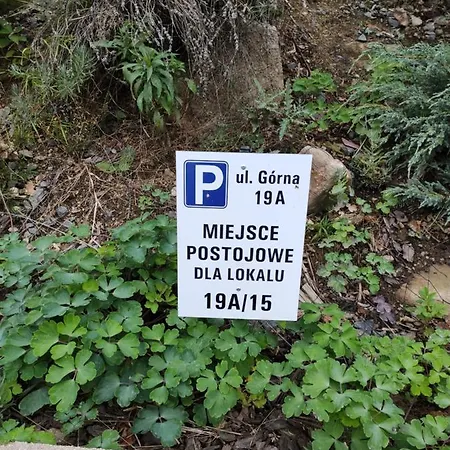 P ul. Górna
19A
MIEJSCE
POSTOJOWE
DLA LOKALU
19A/15